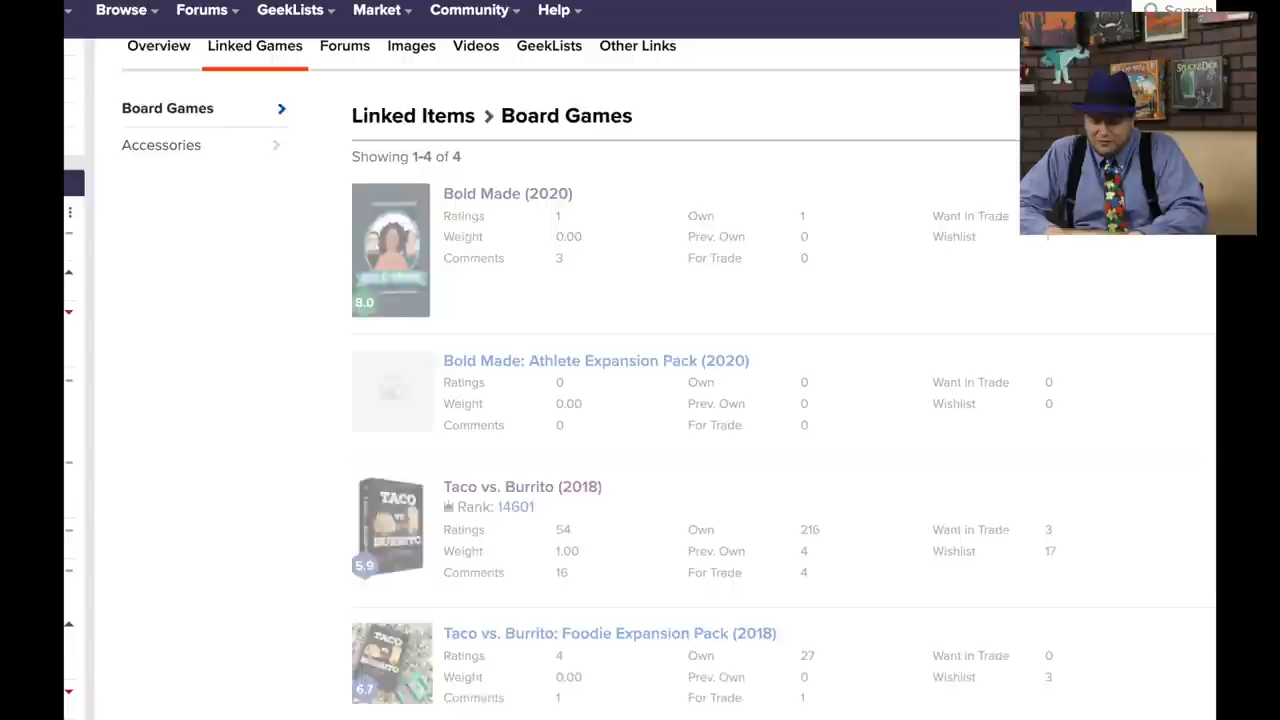 Browse Forums GeekLists Market Community Help Search
Overview Linked Games Forums Images Videos GeekLists Other Links
Board Games
Accessories
Linked Items > Board Games
Showing 1-4 of 4
Bold Made (2020)
Ratings 1 Own 1 Want in Trade
Weight 0.00 Prev. Own 0 Wishlist
Comments 3 For Trade 0
8.0
Bold Made: Athlete Expansion Pack (2020)
Ratings 0 Own 0 Want in Trade 0
Weight 0.00 Prev. Own 0 Wishlist 0
Comments 0 For Trade 0
Taco vs. Burrito (2018)
Rank: 14601
Ratings 54 Own 216 Want in Trade 3
Weight 1.00 Prev. Own 4 Wishlist 17
Comments 16 For Trade 4
TACO
VS
BURRITO
5.9
Taco vs. Burrito: Foodie Expansion Pack (2018)
Ratings 4 Own 27 Want in Trade 0
Weight 0.00 Prev. Own 0 Wishlist 3
Comments 1 For Trade 1
TACO
6.7